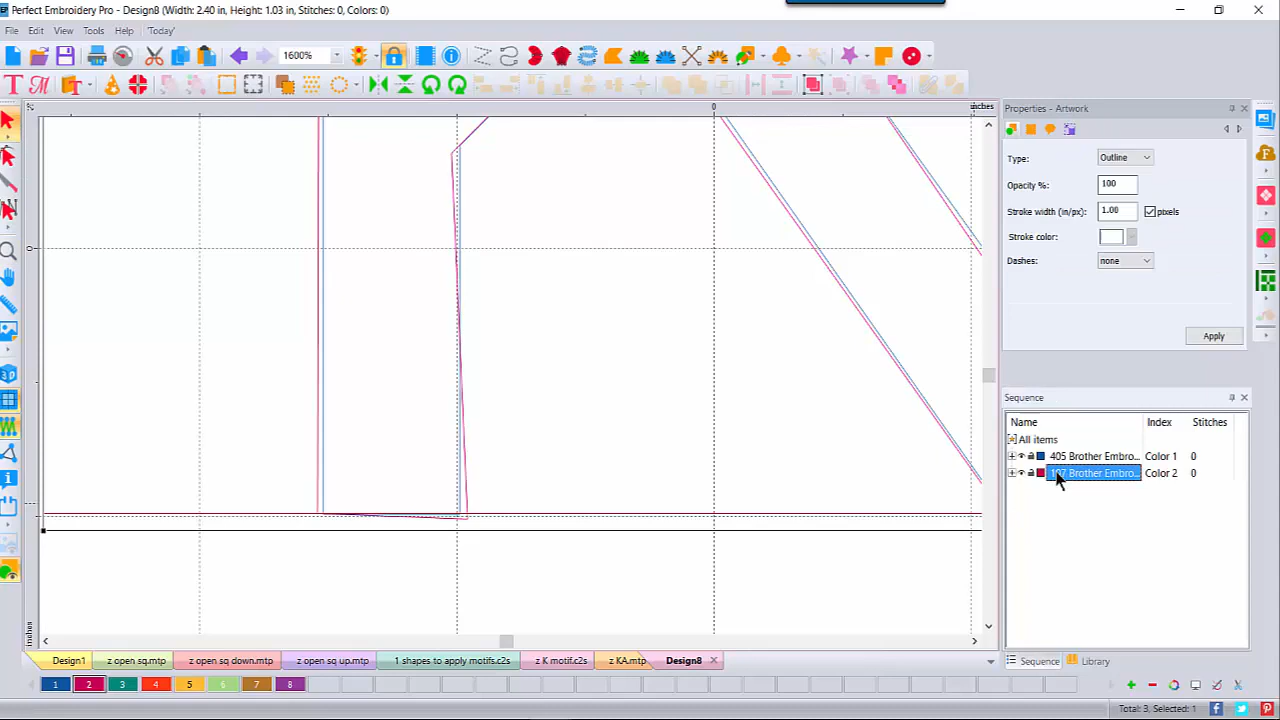 Perfect Embroidery Pro - Design8 (Width: 2.40 in, Height: 1.03 in, Stitches: 0, Colors: 0)
File Edit View Tools Help 'Today'
1600%
0 inches
Properties - Artwork
Type: Outline
Opacity %: 100
Stroke width (in/px): 1.00 pixels
Stroke color:
Dashes: none
Apply
0
Sequence
Name Index Stitches
All items
405 Brother Embro... Color 1 0
107 Brother Embro... Color 2 0
inches
Design1 z open sq.mtp z open sq down.mtp z open sq up.mtp 1 shapes to apply motifs.c2s z K motif.c2s z KA.mtp Design8
Sequence Library
1 2 3 4 5 6 7 8
Total: 3, Selected: 1